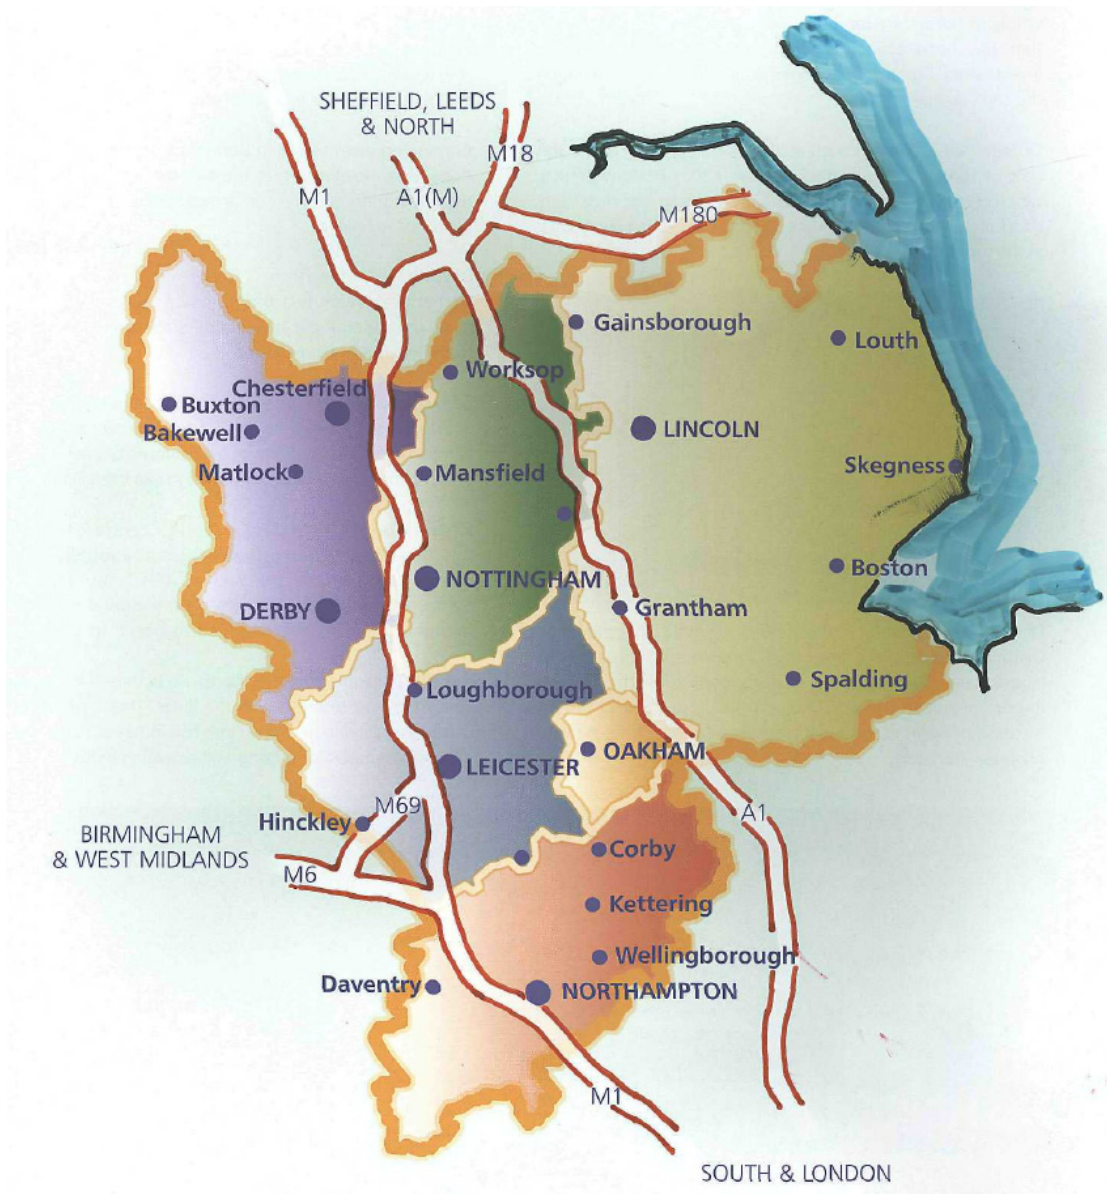 SHEFFIELD, LEEDS
& NORTH
M18
M1
A1(M)
M180
Gainsborough
Louth
Worksop
Chesterfield
Buxton
Bakewell
LINCOLN
Matlock
Mansfield
Skegness
Boston
NOTTINGHAM
DERBY
Grantham
Spalding
Loughborough
OAKHAM
LEICESTER
M69
A1
Hinckley
BIRMINGHAM
& WEST MIDLANDS
M6
Corby
Kettering
Wellingborough
Daventry
NORTHAMPTON
M1
SOUTH & LONDON